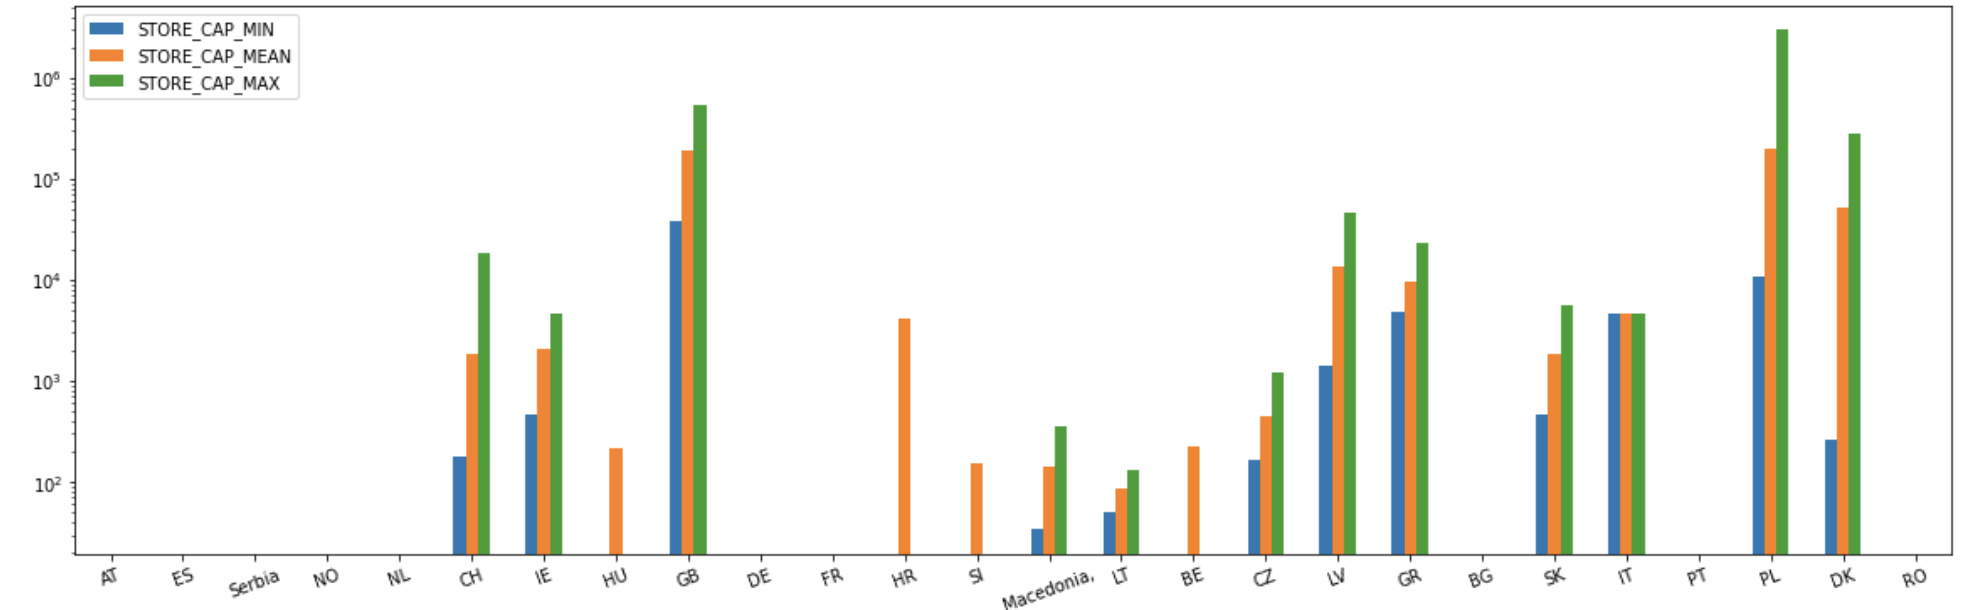 STORE_CAP_MIN
STORE_CAP_MEAN
STORE_CAP_MAX
10⁶
10⁵
10⁴
10³
10²
AT ES Serbia NO NL CH IE HU GB DE FR HR SI Macedonia, LT BE CZ LV GR BG SK IT PT PL DK RO